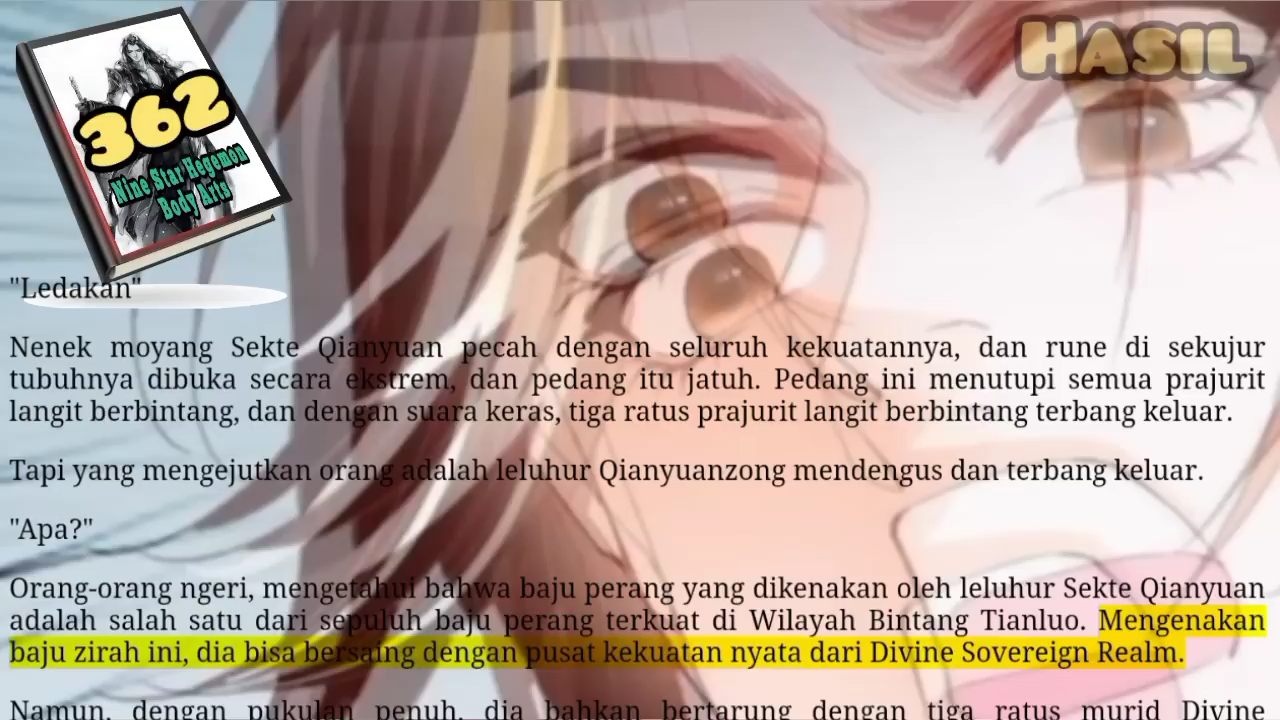 HASIL
362
Nine Star Hegemon
Body Arts
"Ledakan"
Nenek moyang Sekte Qianyuan pecah dengan seluruh kekuatannya, dan rune di sekujur
tubuhnya dibuka secara ekstrem, dan pedang itu jatuh. Pedang ini menutupi semua prajurit
langit berbintang, dan dengan suara keras, tiga ratus prajurit langit berbintang terbang keluar.
Tapi yang mengejutkan orang adalah leluhur Qianyuanzong mendengus dan terbang keluar.
"Apa?"
Orang-orang ngeri, mengetahui bahwa baju perang yang dikenakan oleh leluhur Sekte Qianyuan
adalah salah satu dari sepuluh baju perang terkuat di Wilayah Bintang Tianluo. Mengenakan
baju zirah ini, dia bisa bersaing dengan pusat kekuatan nyata dari Divine Sovereign Realm.
Namun, dengan pukulan penuh, dia bahkan bertarung dengan tiga ratus murid Divine